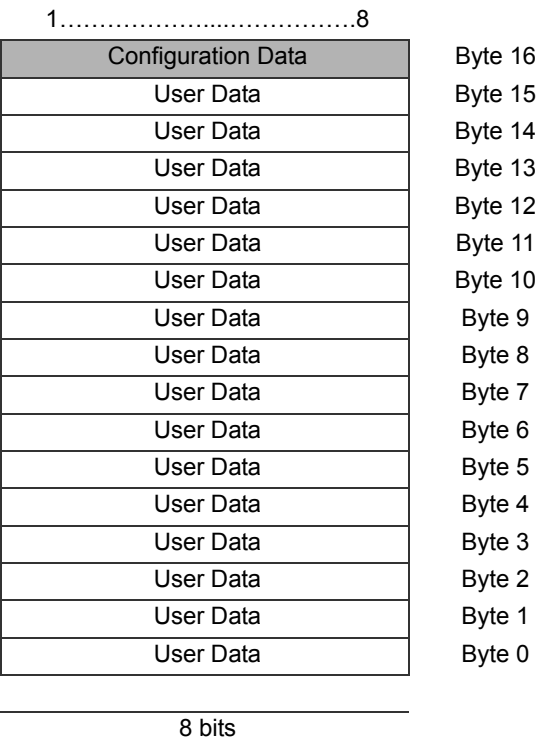 1………………....…………….8
Configuration Data Byte 16
User Data Byte 15
User Data Byte 14
User Data Byte 13
User Data Byte 12
User Data Byte 11
User Data Byte 10
User Data Byte 9
User Data Byte 8
User Data Byte 7
User Data Byte 6
User Data Byte 5
User Data Byte 4
User Data Byte 3
User Data Byte 2
User Data Byte 1
User Data Byte 0
8 bits